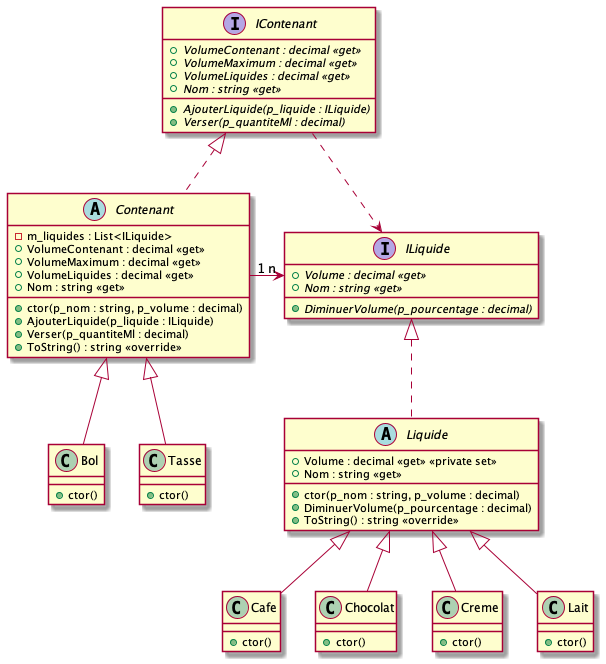 I IContenant
VolumeContenant : decimal «get»
VolumeMaximum : decimal «get»
VolumeLiquides : decimal «get»
Nom : string «get»
AjouterLiquide(p_liquide : ILiquide)
Verser(p_quantiteMl : decimal)
A Contenant
m_liquides : List<ILiquide>
VolumeContenant : decimal «get»
VolumeMaximum : decimal «get»
VolumeLiquides : decimal «get»
Nom : string «get»
ctor(p_nom : string, p_volume : decimal)
AjouterLiquide(p_liquide : ILiquide)
Verser(p_quantiteMl : decimal)
ToString() : string «override»
1 n
I ILiquide
Volume : decimal «get»
Nom : string «get»
DiminuerVolume(p_pourcentage : decimal)
A Liquide
Volume : decimal «get» «private set»
Nom : string «get»
ctor(p_nom : string, p_volume : decimal)
DiminuerVolume(p_pourcentage : decimal)
ToString() : string «override»
C Bol
ctor()
C Tasse
ctor()
C Cafe
ctor()
C Chocolat
ctor()
C Creme
ctor()
C Lait
ctor()